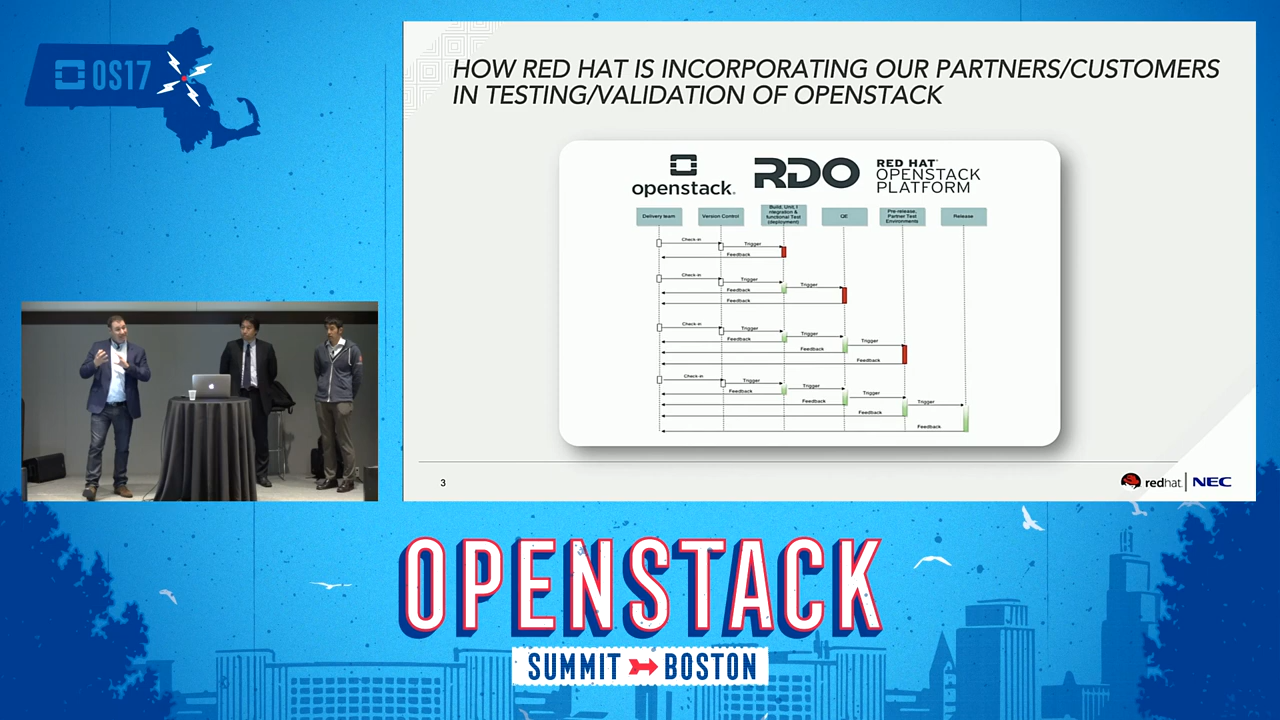 OS17
HOW RED HAT IS INCORPORATING OUR PARTNERS/CUSTOMERS
IN TESTING/VALIDATION OF OPENSTACK
openstack.
RDO
RED HAT
OPENSTACK
PLATFORM
Delivery team
Version Control
Build, Unit, I
ntegration &
functional Test
(deployment)
QE
Pre-release,
Partner Test
Environments
Release
Check-in
Trigger
Feedback
Check-in
Trigger
Trigger
Feedback
Feedback
Check-in
Trigger
Trigger
Feedback
Trigger
Feedback
Feedback
Check-in
Trigger
Trigger
Feedback
Trigger
Feedback
Trigger
Feedback
Feedback
3
redhat.
NEC
OPENSTACK
SUMMIT BOSTON